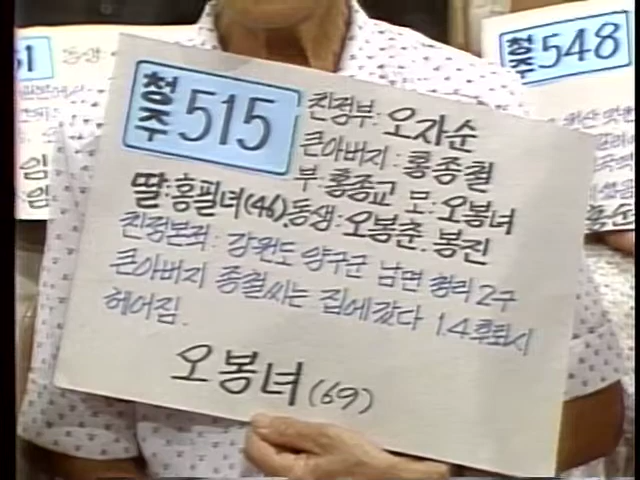 청주 515
친정부: 오자순
큰아버지: 홍종철
부: 홍종교 모: 오봉녀
딸: 홍필녀(46), 동생: 오봉춘. 봉진
친정본적: 강원도 양구군 남면 황리 2구
큰아버지 종철씨는 집에 갔다 1.4후퇴시
헤어짐.
오봉녀 (69)
청주 548